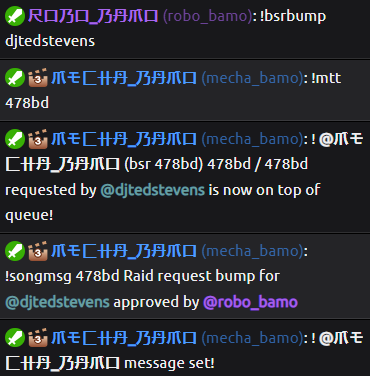 尺口乃口_乃丹爪口 (robo_bamo): !bsrbump
djtedstevens
3 爪モ匚卄丹_乃丹爪口 (mecha_bamo): !mtt
478bd
3 爪モ匚卄丹_乃丹爪口 (mecha_bamo): ! @爪モ
匚卄丹_乃丹爪口 (bsr 478bd) 478bd / 478bd
requested by @djtedstevens is now on top of
queue!
3 爪モ匚卄丹_乃丹爪口 (mecha_bamo):
!songmsg 478bd Raid request bump for
@djtedstevens approved by @robo_bamo
3 爪モ匚卄丹_乃丹爪口 (mecha_bamo): ! @爪モ
匚卄丹_乃丹爪口 message set!